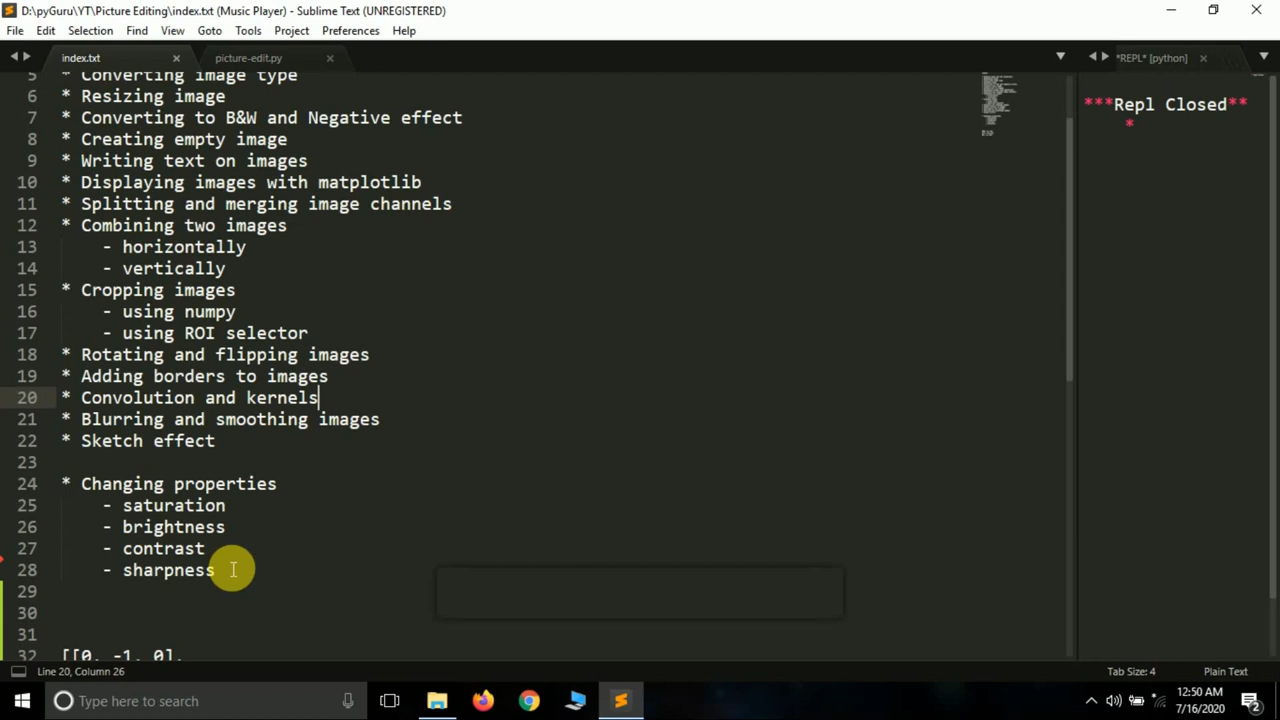 D:\pyGuru\YT\Picture Editing\index.txt (Music Player) - Sublime Text (UNREGISTERED)
File Edit Selection Find View Goto Tools Project Preferences Help
index.txt picture-edit.py *REPL* [python]
5 * Converting image type
6 * Resizing image
7 * Converting to B&W and Negative effect
8 * Creating empty image
9 * Writing text on images
10 * Displaying images with matplotlib
11 * Splitting and merging image channels
12 * Combining two images
13 - horizontally
14 - vertically
15 * Cropping images
16 - using numpy
17 - using ROI selector
18 * Rotating and flipping images
19 * Adding borders to images
20 * Convolution and kernels
21 * Blurring and smoothing images
22 * Sketch effect
23
24 * Changing properties
25 - saturation
26 - brightness
27 - contrast
28 - sharpness
29
30
31
32 [[0, -1, 0],
***Repl Closed**
*
Line 20, Column 26 Tab Size: 4 Plain Text
Type here to search
12:50 AM
7/16/2020
2